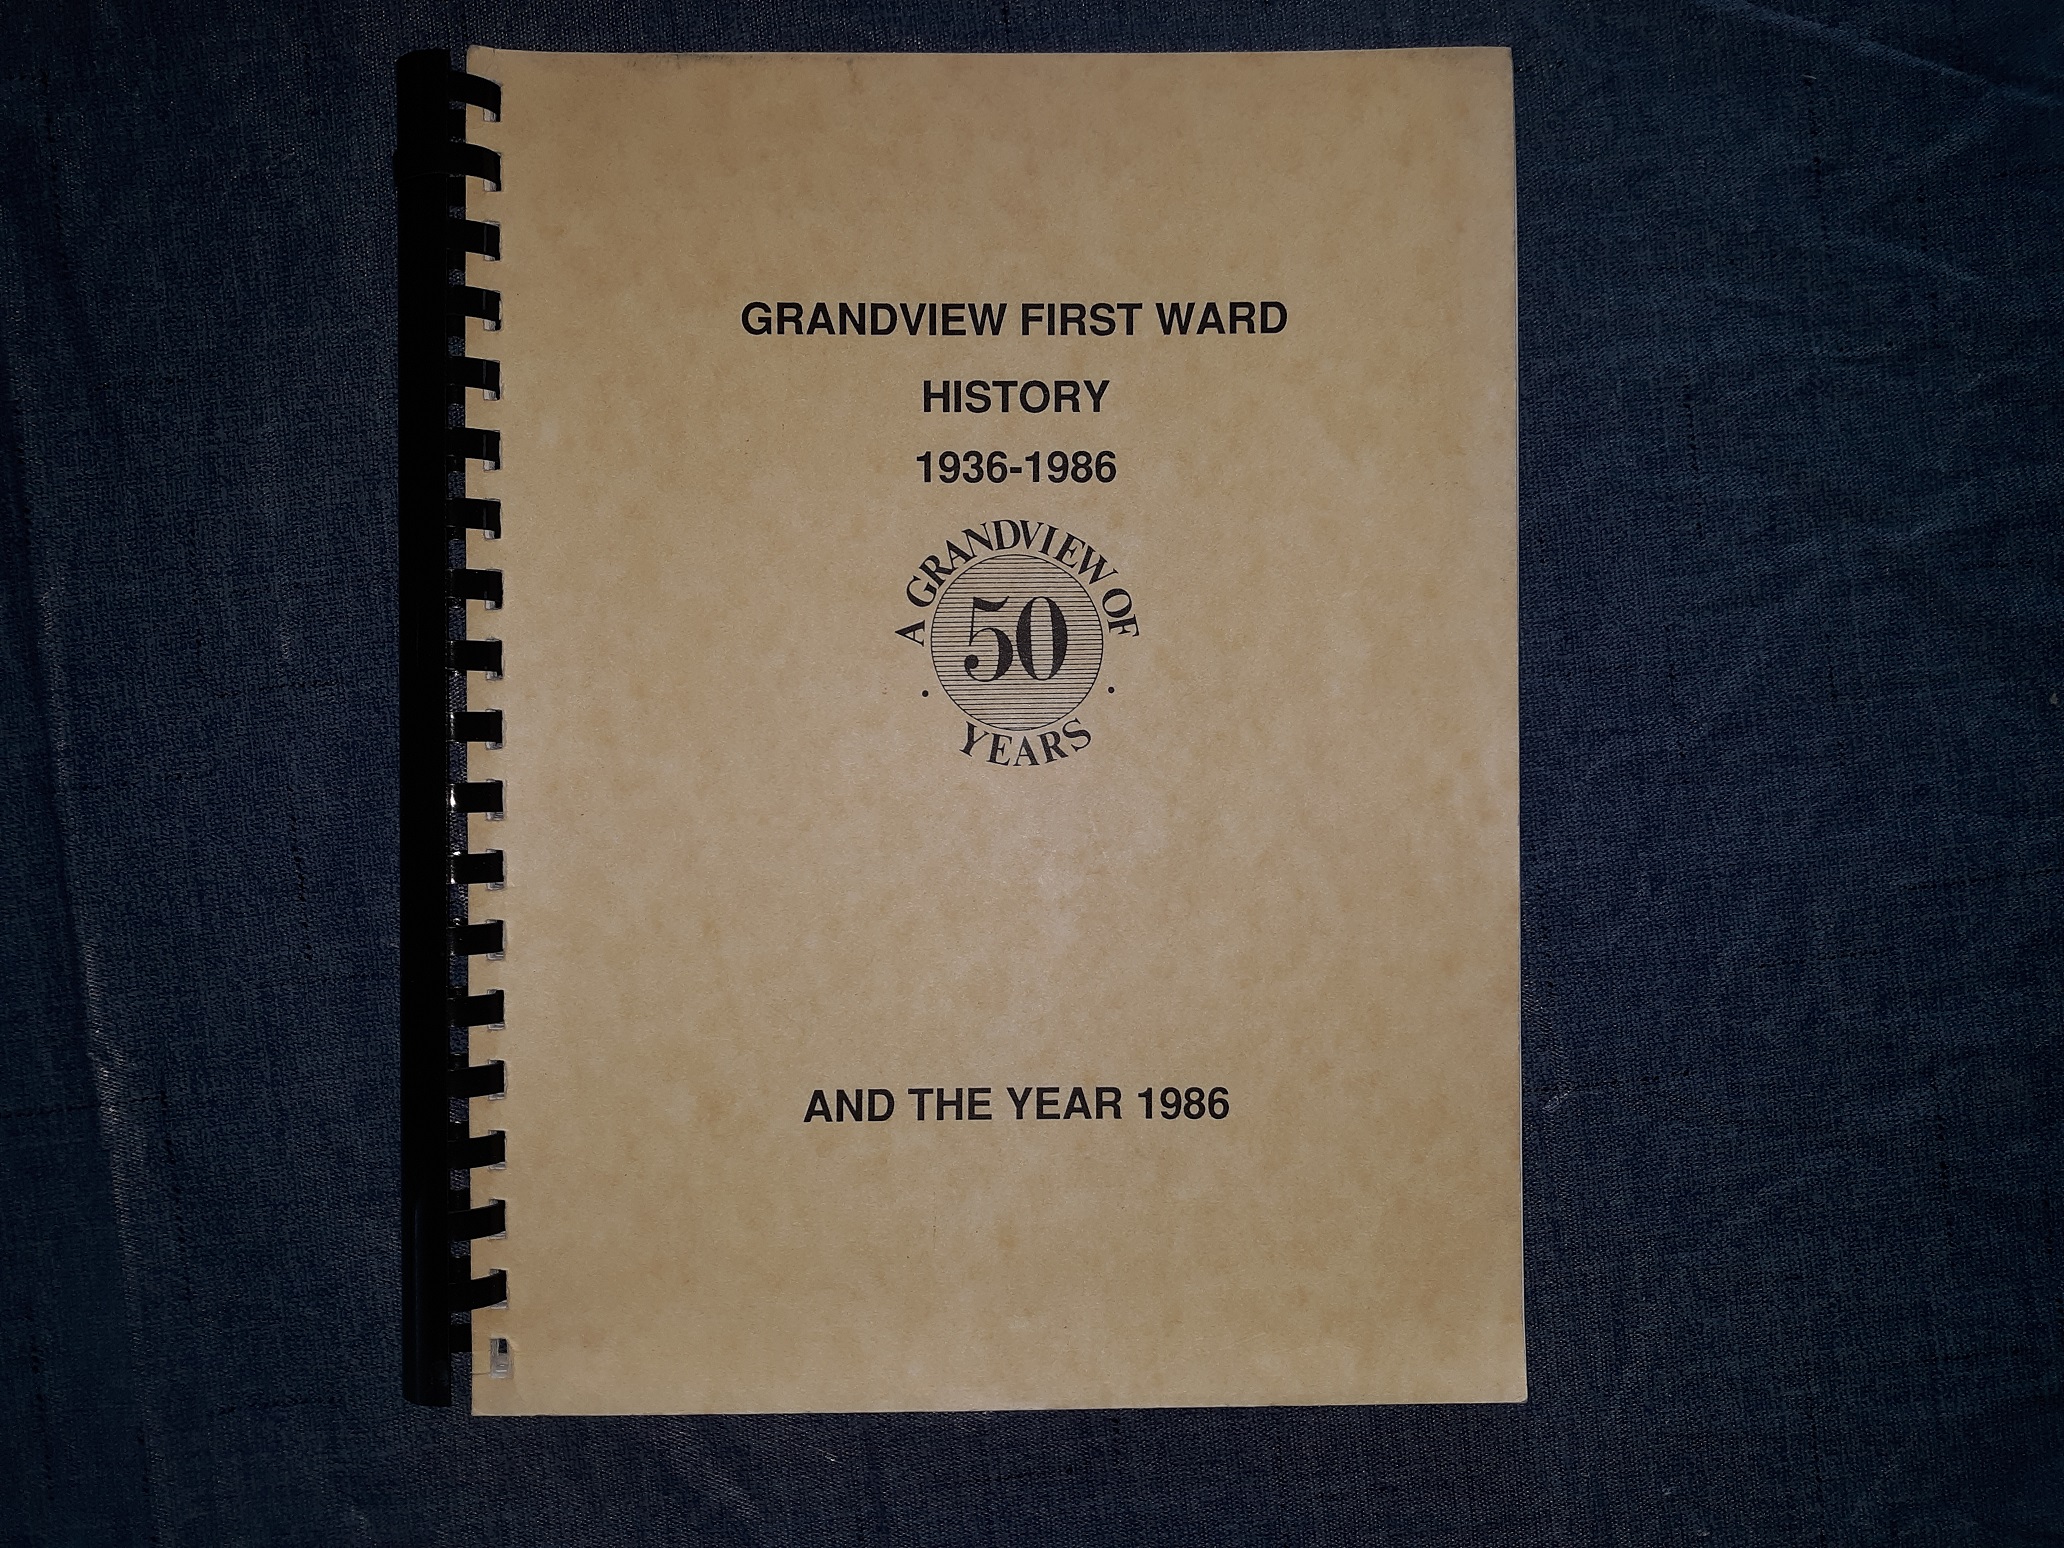 GRANDVIEW FIRST WARD
HISTORY
1936-1986
A GRANDVIEW OF
50
YEARS
AND THE YEAR 1986